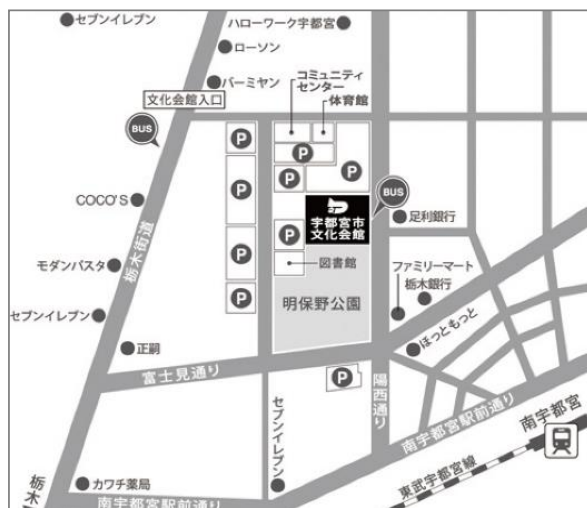 セブンイレブン
ハローワーク宇都宮
ローソン
バーミヤン
コミュニティ
センター
体育館
文化会館入口
BUS
P
P
P
P
P
BUS
COCO'S
宇都宮市
文化会館
足利銀行
栃木街道
P
P
図書館
モダンパスタ
ファミリーマート
栃木銀行
セブンイレブン
P
明保野公園
ほっともっと
正嗣
富士見通り
P
陽西通り
セブンイレブン
南宇都宮駅前通り
南宇都宮
東武宇都宮線
カワチ薬局
栃木
南宇都宮駅前通り